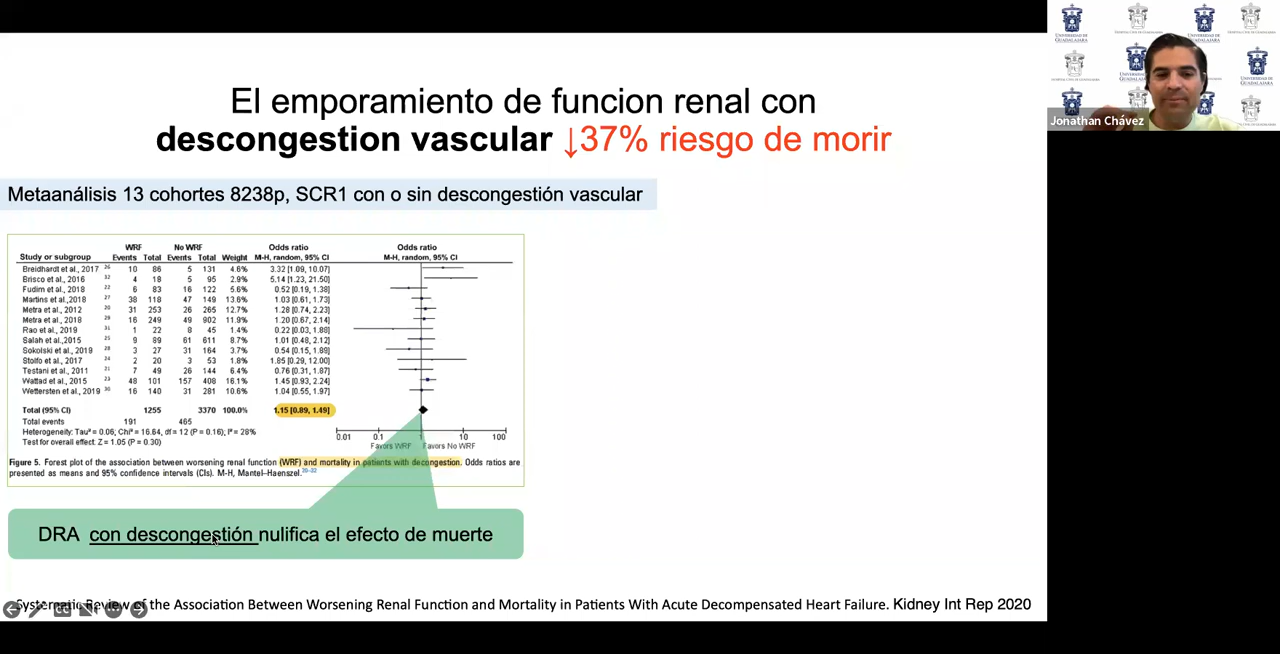 El emporamiento de funcion renal con
descongestion vascular ↓37% riesgo de morir
Metaanálisis 13 cohortes 8238p, SCR1 con o sin descongestión vascular
WRF No WRF Odds ratio Odds ratio
Study or subgroup Events Total Events Total Weight M-H, random, 95% CI M-H, random, 95% CI
Breidhardt et al., 2017 26 10 86 5 131 4.6% 3.32 [1.09, 10.07]
Brisco et al., 2016 32 4 18 5 95 2.9% 5.14 [1.23, 21.50]
Fudim et al., 2018 22 6 83 16 122 5.6% 0.52 [0.19, 1.38]
Martins et al.,2018 27 38 118 47 149 13.6% 1.03 [0.61, 1.73]
Metra et al., 2012 20 31 253 26 265 12.7% 1.28 [0.74, 2.23]
Metra et al., 2018 29 16 249 49 902 11.9% 1.20 [0.67, 2.14]
Rao et al., 2019 31 1 22 8 45 1.4% 0.22 [0.03, 1.88]
Salah et al.,2015 25 9 89 61 611 8.7% 1.01 [0.48, 2.12]
Sokolski et al., 2019 28 3 27 31 164 3.7% 0.54 [0.15, 1.89]
Stolfo et al., 2017 24 2 20 3 53 1.8% 1.85 [0.29, 12.00]
Testani et al., 2011 21 7 49 26 144 6.4% 0.76 [0.31, 1.87]
Wattad et al., 2015 23 48 101 157 408 16.1% 1.45 [0.93, 2.24]
Wettersten et al., 2019 30 16 140 31 281 10.6% 1.04 [0.55, 1.97]
Total (95% CI) 1255 3370 100.0% 1.15 [0.89, 1.49]
Total events 191 465
Heterogeneity: Tau² = 0.06; Chi² = 16.64, df = 12 (P = 0.16); I² = 28%
Test for overall effect: Z = 1.05 (P = 0.30)
0.01 0.1 1 10 100
Favors WRF Favors No WRF
Figure 5. Forest plot of the association between worsening renal function (WRF) and mortality in patients with decongestion. Odds ratios are
presented as means and 95% confidence intervals (CIs). M-H, Mantel–Haenszel.20–32
DRA con descongestión nulifica el efecto de muerte
Systematic Review of the Association Between Worsening Renal Function and Mortality in Patients With Acute Decompensated Heart Failure. Kidney Int Rep 2020
UNIVERSIDAD DE
GUADALAJARA
Jonathan Chávez